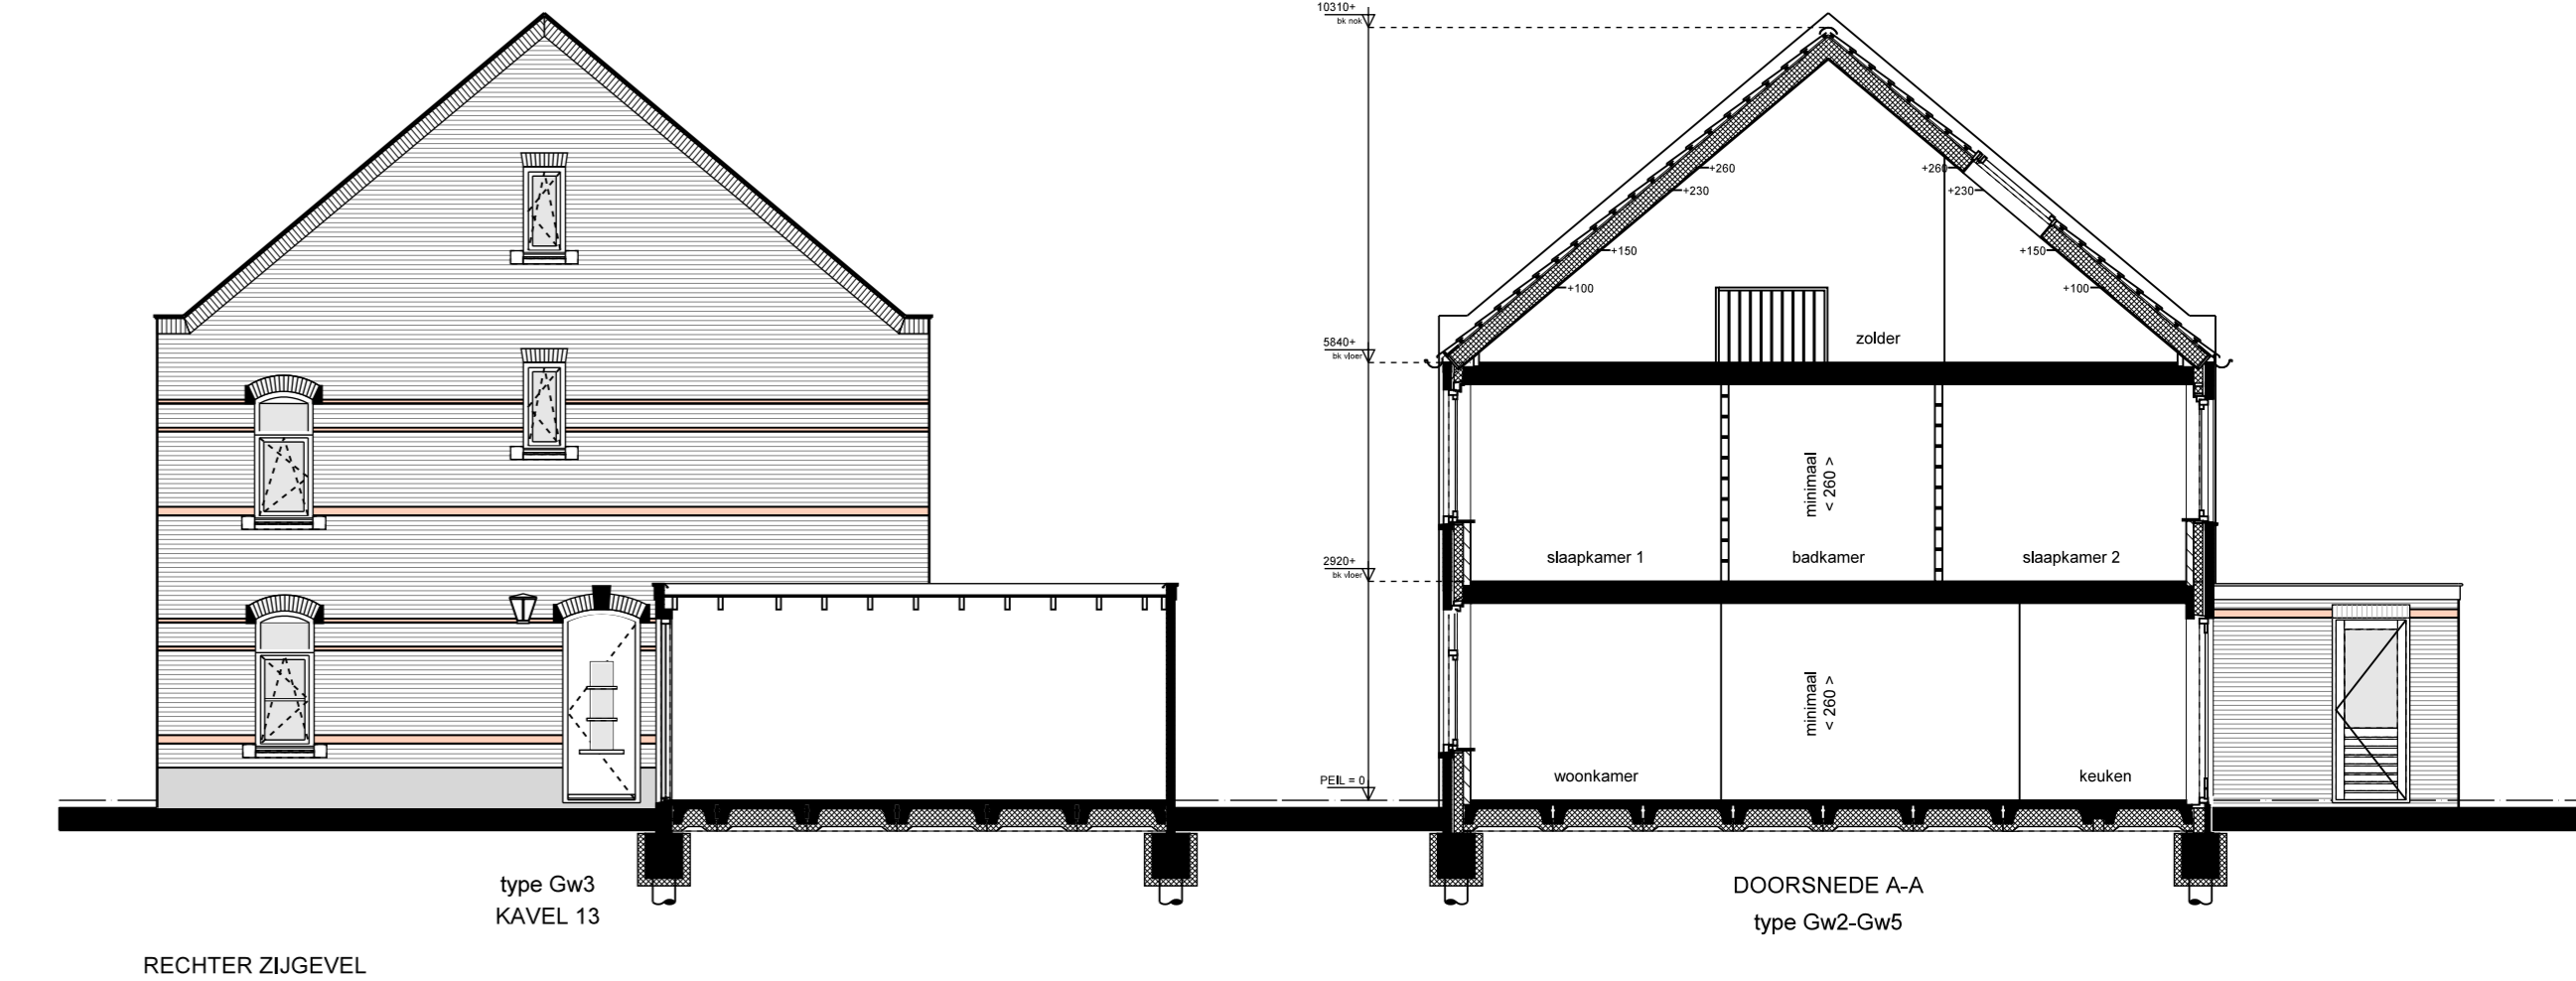 10310+
bk nok
+260
+260
+230
+230
+150
+150
+100
+100
zolder
5840+
bk vloer
minimaal
< 260 >
slaapkamer 1
badkamer
slaapkamer 2
2920+
bk vloer
minimaal
< 260 >
woonkamer
keuken
PEIL = 0
type Gw3
KAVEL 13
DOORSNEDE A-A
type Gw2-Gw5
RECHTER ZIJGEVEL